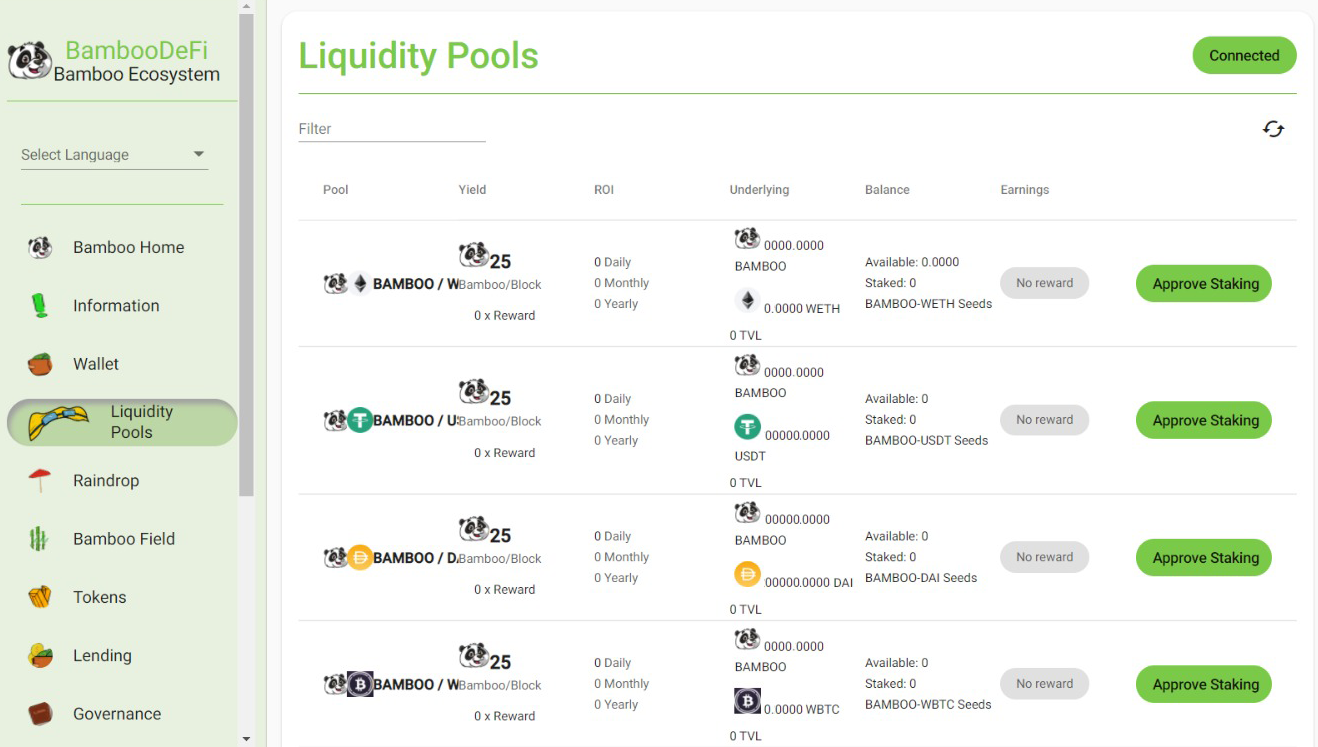 BambooDeFi
Bamboo Ecosystem
Select Language
Bamboo Home
Information
Wallet
Liquidity
Pools
Raindrop
Bamboo Field
Tokens
Lending
Governance
Liquidity Pools
Connected
Filter
Pool Yield ROI Underlying Balance Earnings
BAMBOO / W
25
Bamboo/Block
0 x Reward
0 Daily
0 Monthly
0 Yearly
0000.0000
BAMBOO
0.0000 WETH
0 TVL
Available: 0.0000
Staked: 0
BAMBOO-WETH Seeds
No reward
Approve Staking
BAMBOO / U
25
Bamboo/Block
0 x Reward
0 Daily
0 Monthly
0 Yearly
0000.0000
BAMBOO
00000.0000
USDT
0 TVL
Available: 0
Staked: 0
BAMBOO-USDT Seeds
No reward
Approve Staking
BAMBOO / D
25
Bamboo/Block
0 x Reward
0 Daily
0 Monthly
0 Yearly
00000.0000
BAMBOO
00000.0000 DAI
0 TVL
Available: 0
Staked: 0
BAMBOO-DAI Seeds
No reward
Approve Staking
BAMBOO / W
25
Bamboo/Block
0 x Reward
0 Daily
0 Monthly
0 Yearly
0000.0000
BAMBOO
0.0000 WBTC
0 TVL
Available: 0
Staked: 0
BAMBOO-WBTC Seeds
No reward
Approve Staking